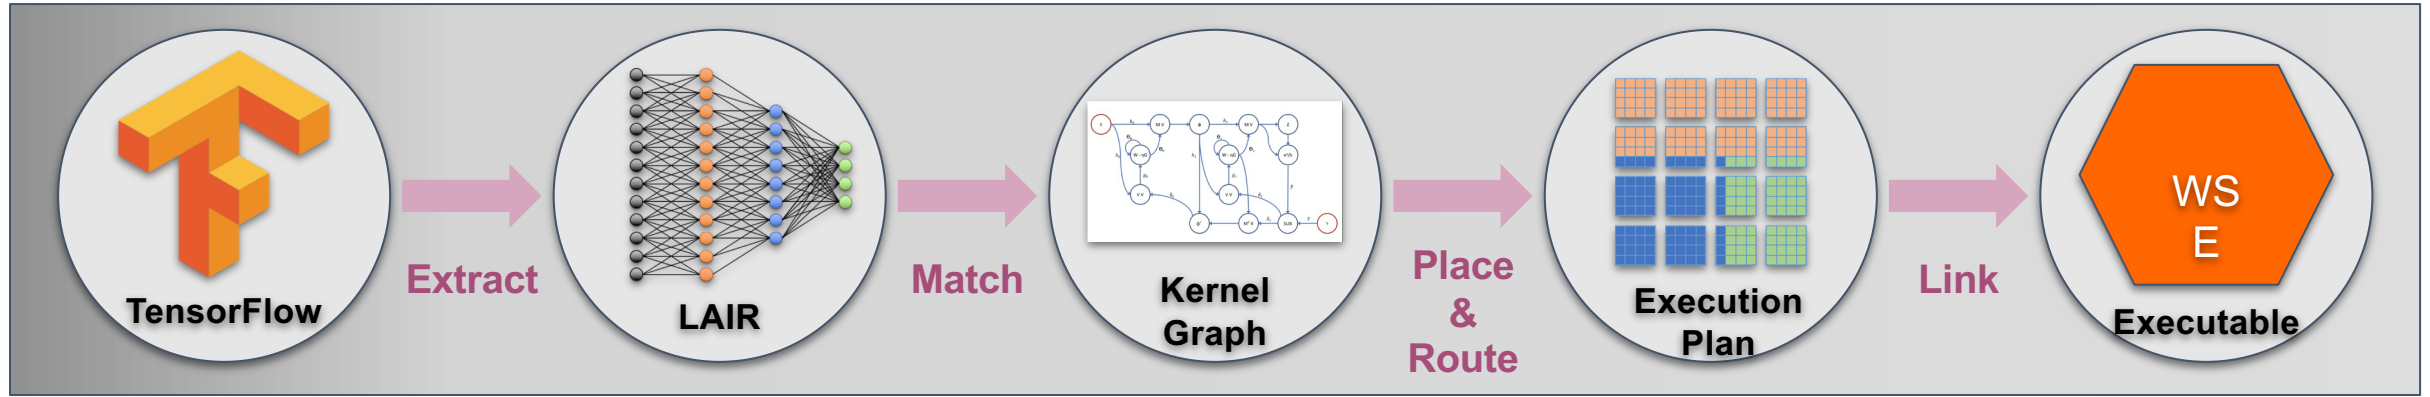 TensorFlow
Extract
LAIR
Match
Kernel
Graph
Place
&
Route
Execution
Plan
Link
WS
E
Executable